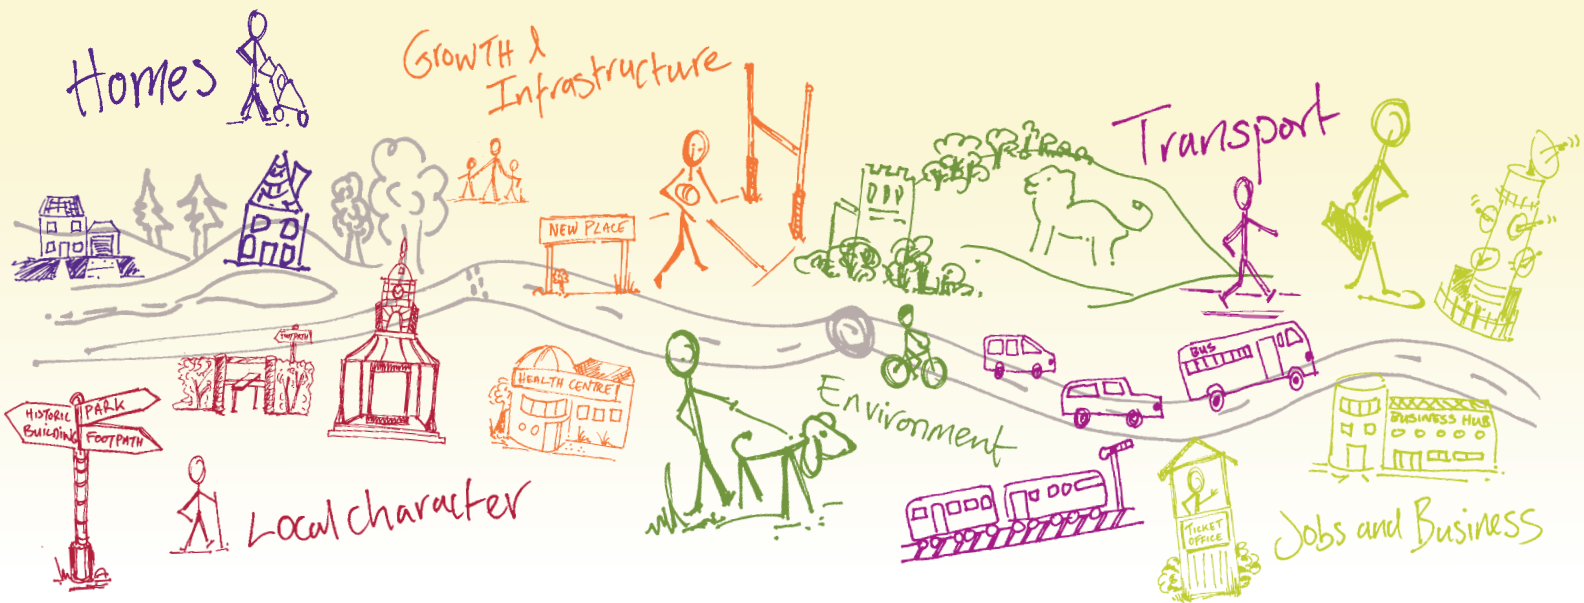 Homes
GROWTH &
Infrastructure
Transport
NEW PLACE
FOOTPATH
HEALTH CENTRE
BUS
HISTORIC
BUILDING
PARK
FOOTPATH
Environment
BUSINESS HUB
Local character
TICKET
OFFICE
Jobs and Business